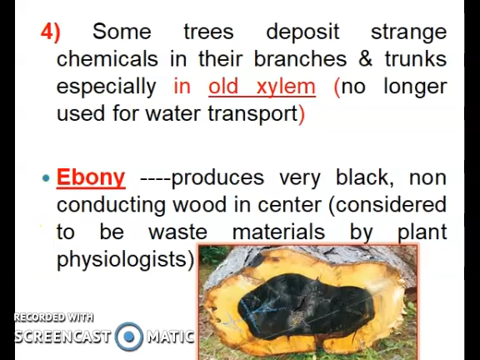 4) Some trees deposit strange
chemicals in their branches & trunks
especially in old xylem (no longer
used for water transport)
• Ebony ----produces very black, non
conducting wood in center (considered
to be waste materials by plant
physiologists)
RECORDED WITH
SCREENCAST MATIC